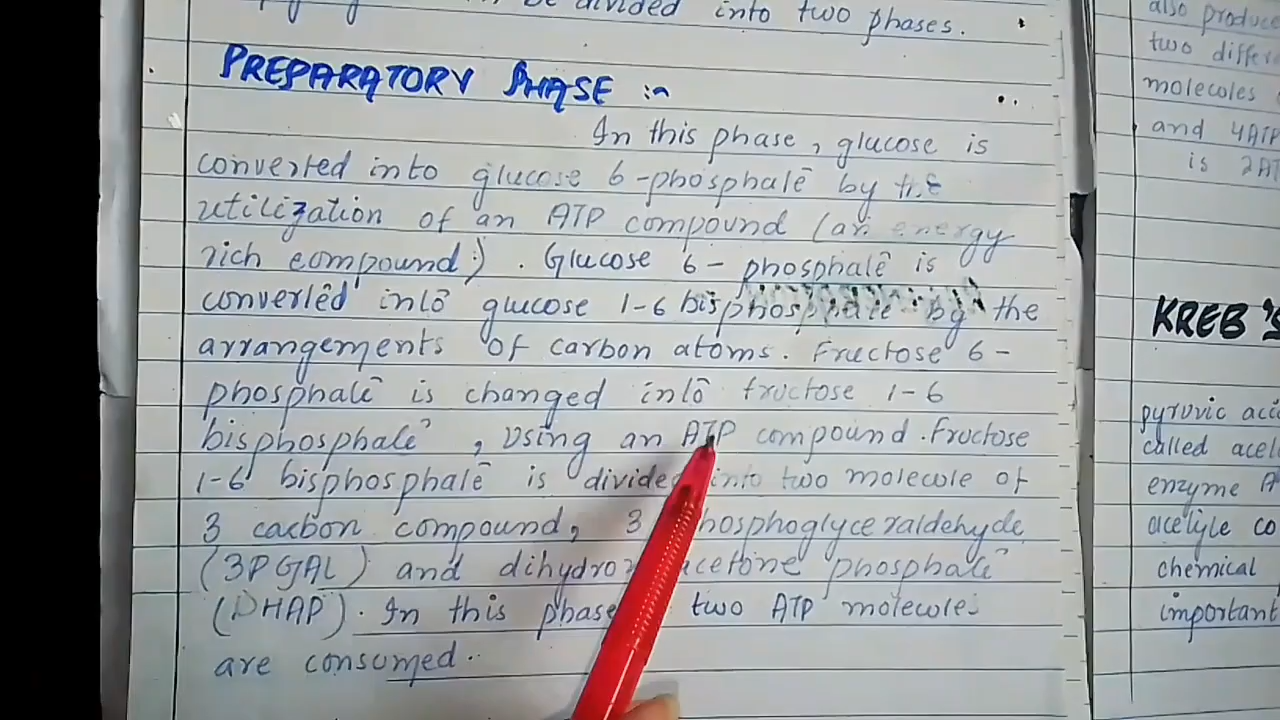 be divided into two phases.
PREPARATORY PHASE :~
In this phase, glucose is
converted into glucose 6-phosphate by the
utilization of an ATP compound (an energy
rich compound). Glucose 6- phosphate is
converted into glucose 1-6 bisphosphate by the
arrangements of carbon atoms. Fructose 6-
phosphate is changed into fructose 1-6
bisphosphate, Using an ATP compound. Fructose
1-6 bisphosphate is divided into two molecule of
3 carbon compound, 3 hosphoglyceraldehyde
(3PGAL) and dihydrox acetone phosphate
(DHAP). In this phase two ATP molecules
are consumed.
also produce
two differ
molecules
and 4ATP
is 2AT
KREB'S
pyruvic aci
called acel
enzyme A
acetyle co
chemical
important